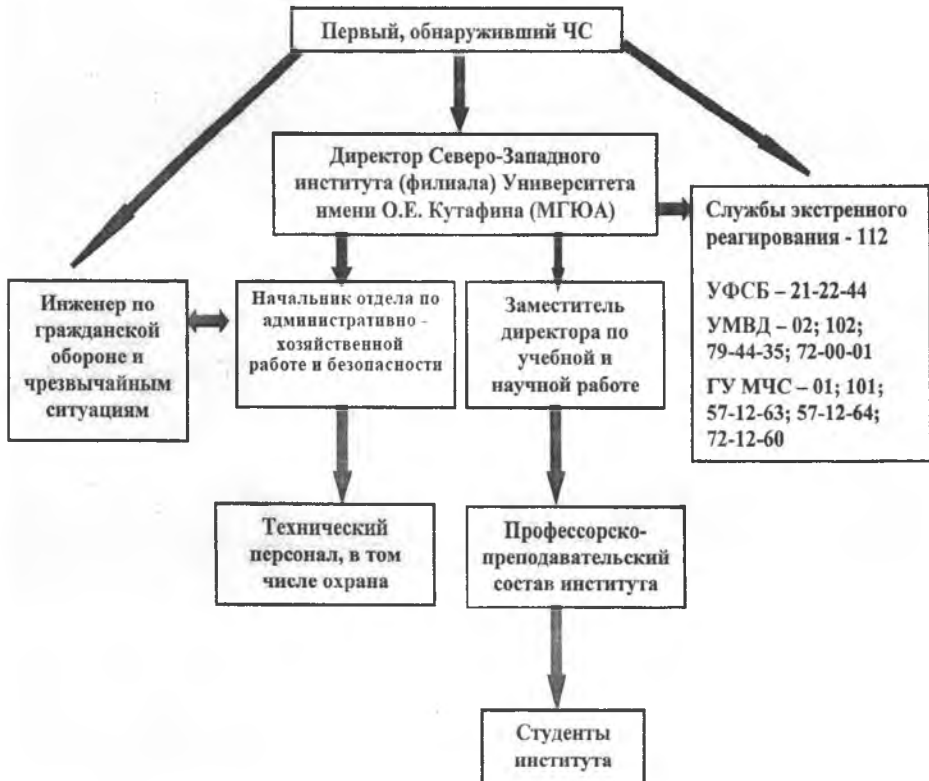 Первый, обнаруживший ЧС
Директор Северо-Западного
института (филиала) Университета
имени О.Е. Кутафина (МГЮА)
Службы экстренного
реагирования - 112
УФСБ – 21-22-44
УМВД – 02; 102;
79-44-35; 72-00-01
ГУ МЧС – 01; 101;
57-12-63; 57-12-64;
72-12-60
Инженер по
гражданской
обороне и
чрезвычайным
ситуациям
Начальник отдела по
административно -
хозяйственной
работе и безопасности
Заместитель
директора по
учебной и
научной работе
Технический
персонал, в том
числе охрана
Профессорско-
преподавательский
состав института
Студенты
института